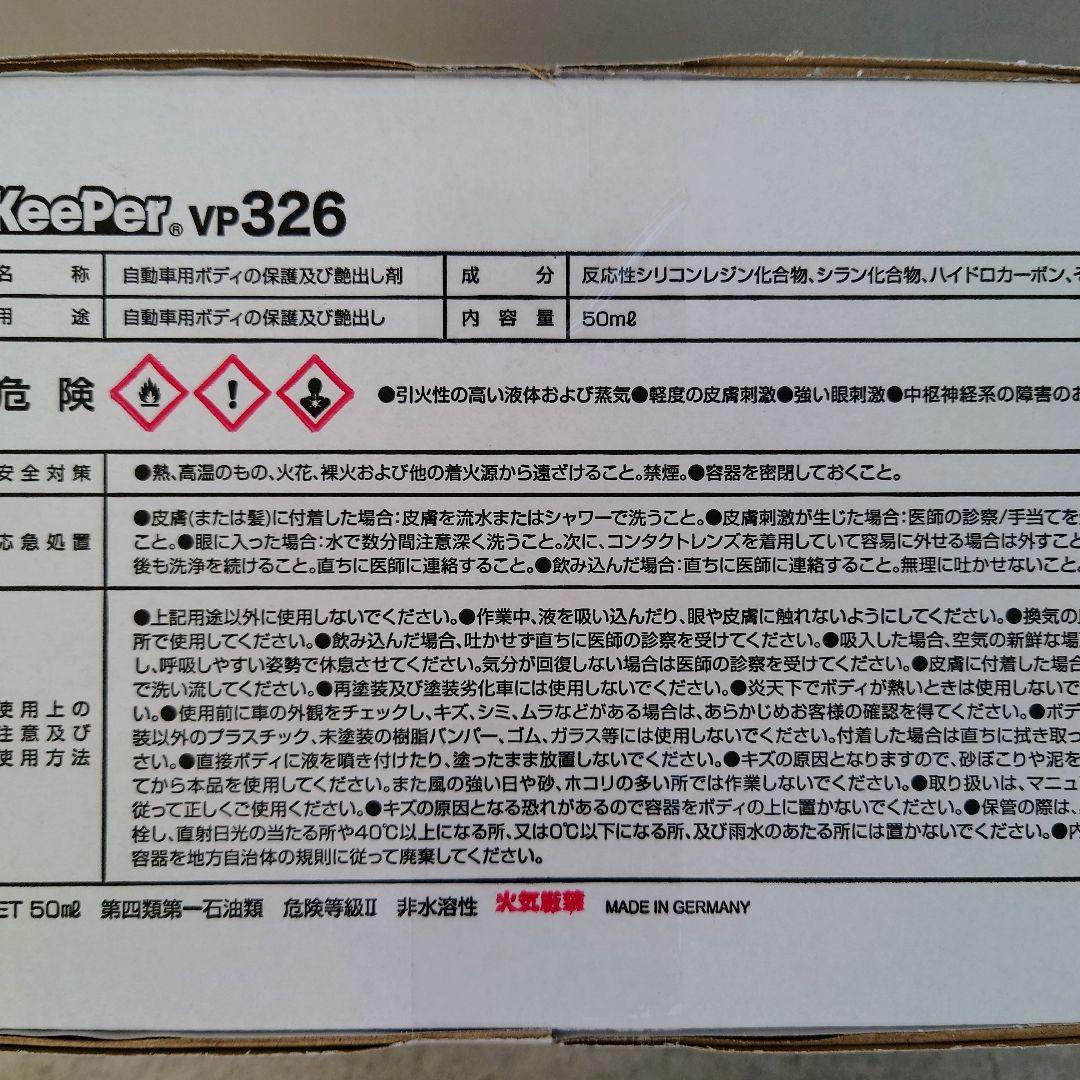 KeePer® VP326
名称 自動車用ボディの保護及び艶出し剤 成分 反応性シリコンレジン化合物、シラン化合物、ハイドロカーボン、そ
用途 自動車用ボディの保護及び艶出し 内容量 50mℓ
危険 ●引火性の高い液体および蒸気●軽度の皮膚刺激●強い眼刺激●中枢神経系の障害のお
安全対策 ●熱、高温のもの、火花、裸火および他の着火源から遠ざけること。禁煙。●容器を密閉しておくこと。
応急処置 ●皮膚(または髪)に付着した場合:皮膚を流水またはシャワーで洗うこと。●皮膚刺激が生じた場合:医師の診察/手当てを
こと。●眼に入った場合:水で数分間注意深く洗うこと。次に、コンタクトレンズを着用していて容易に外せる場合は外すこと
後も洗浄を続けること。直ちに医師に連絡すること。●飲み込んだ場合:直ちに医師に連絡すること。無理に吐かせないこと。
使用上の注意及び使用方法
●上記用途以外に使用しないでください。●作業中、液を吸い込んだり、眼や皮膚に触れないようにしてください。●換気の
所で使用してください。●飲み込んだ場合、吐かせず直ちに医師の診察を受けてください。●吸入した場合、空気の新鮮な場
し、呼吸しやすい姿勢で休息させてください。気分が回復しない場合は医師の診察を受けてください。●皮膚に付着した場合
で洗い流してください。●再塗装及び塗装劣化車には使用しないでください。●炎天下でボディが熱いときは使用しないで
い。●使用前に車の外観をチェックし、キズ、シミ、ムラなどがある場合は、あらかじめお客様の確認を得てください。●ボデ
装以外のプラスチック、未塗装の樹脂バンパー、ゴム、ガラス等には使用しないでください。付着した場合は直ちに拭き取っ
さい。●直接ボディに液を噴き付けたり、塗ったまま放置しないでください。●キズの原因となりますので、砂ぼこりや泥を
てから本品を使用してください。また風の強い日や砂、ホコリの多い所では作業しないでください。●取り扱いは、マニュ
従って正しくご使用ください。●キズの原因となる恐れがあるので容器をボディの上に置かないでください。●保管の際は、
栓し、直射日光の当たる所や40℃以上になる所、又は0℃以下になる所、及び雨水のあたる所には置かないでください。●内
容器を地方自治体の規則に従って廃棄してください。
ET 50mℓ 第四類第一石油類 危険等級Ⅱ 非水溶性 火気厳禁 MADE IN GERMANY